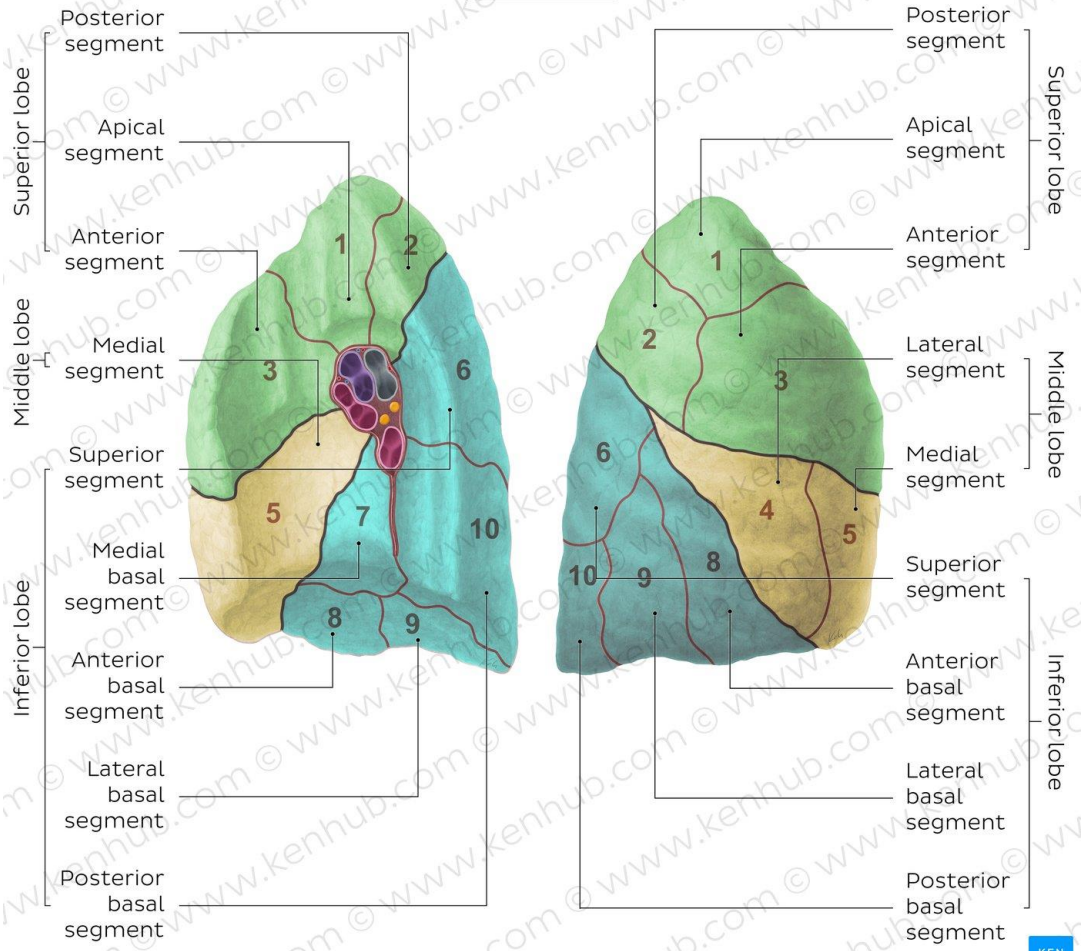 Posterior
segment
Apical
segment
Anterior
segment
Superior lobe
Medial
segment
Middle lobe
Superior
segment
Medial
basal
segment
Anterior
basal
segment
Lateral
basal
segment
Posterior
basal
segment
Inferior lobe
1
2
3
6
5
7
10
8
9
Posterior
segment
Apical
segment
Anterior
segment
Superior lobe
Lateral
segment
Medial
segment
Middle lobe
Superior
segment
Anterior
basal
segment
Lateral
basal
segment
Posterior
basal
segment
Inferior lobe
1
2
3
6
4
5
8
10
9
© www.kenhub.com
KEN